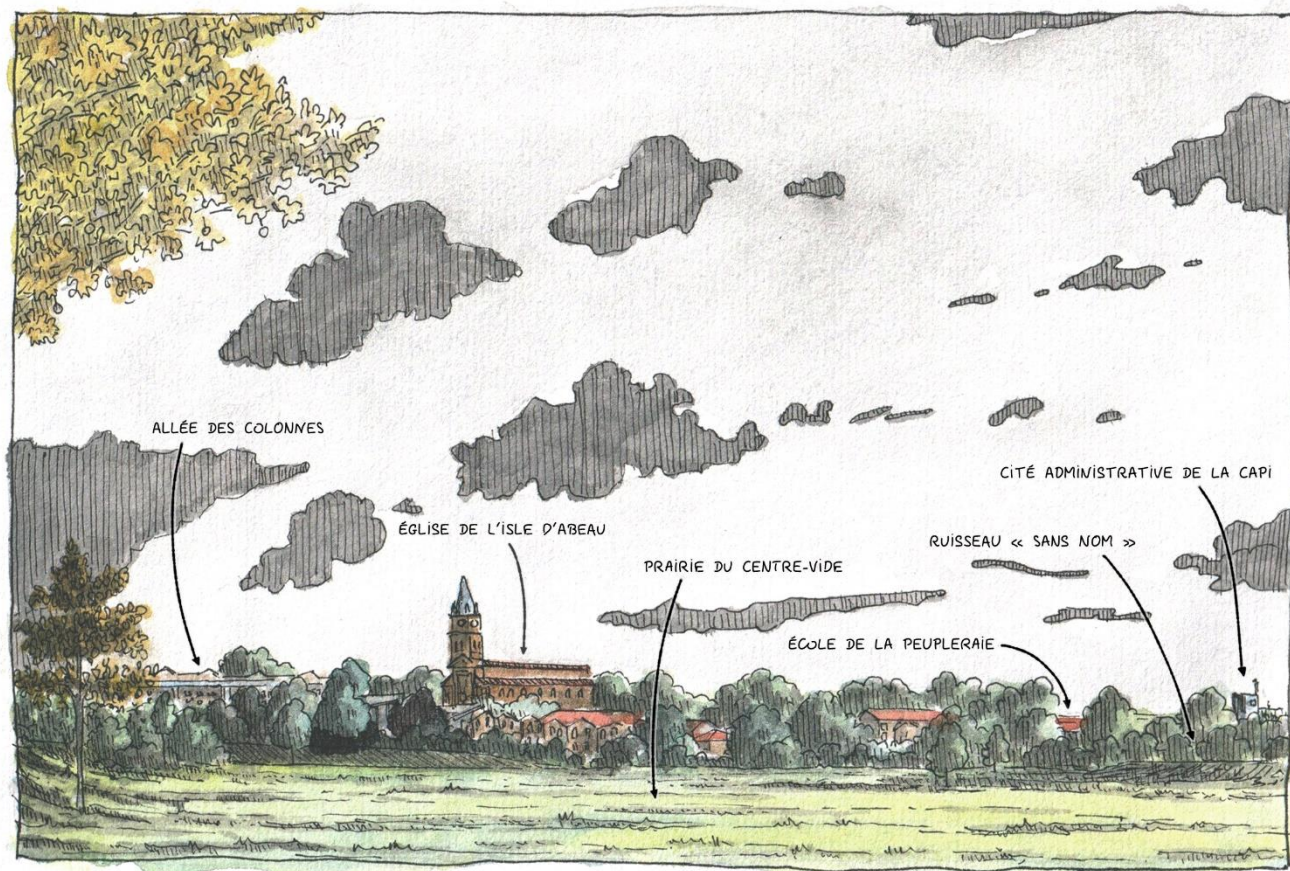 ALLÉE DES COLONNES
CITÉ ADMINISTRATIVE DE LA CAPI
ÉGLISE DE L'ISLE D'ABEAU
RUISSEAU « SANS NOM »
PRAIRIE DU CENTRE-VIDE
ÉCOLE DE LA PEUPLERAIE